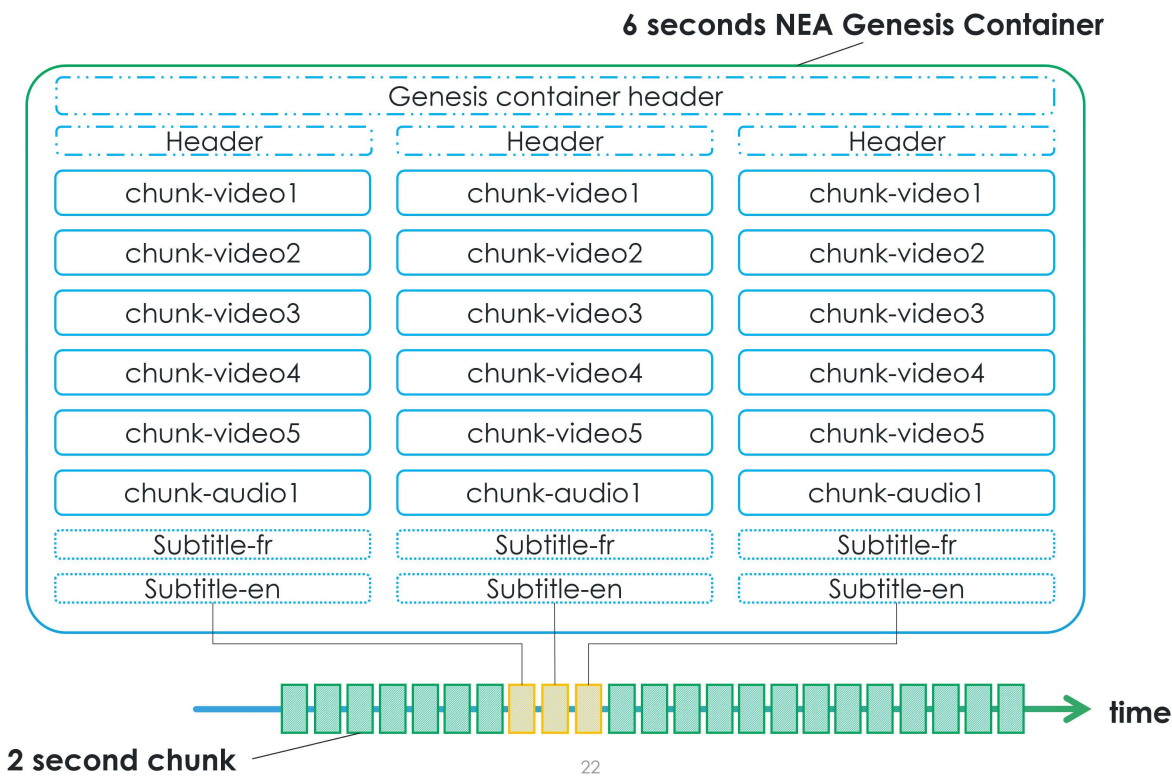 6 seconds NEA Genesis Container
Genesis container header
Header Header Header
chunk-video1 chunk-video1 chunk-video1
chunk-video2 chunk-video2 chunk-video2
chunk-video3 chunk-video3 chunk-video3
chunk-video4 chunk-video4 chunk-video4
chunk-video5 chunk-video5 chunk-video5
chunk-audio1 chunk-audio1 chunk-audio1
Subtitle-fr Subtitle-fr Subtitle-fr
Subtitle-en Subtitle-en Subtitle-en
time
2 second chunk
22